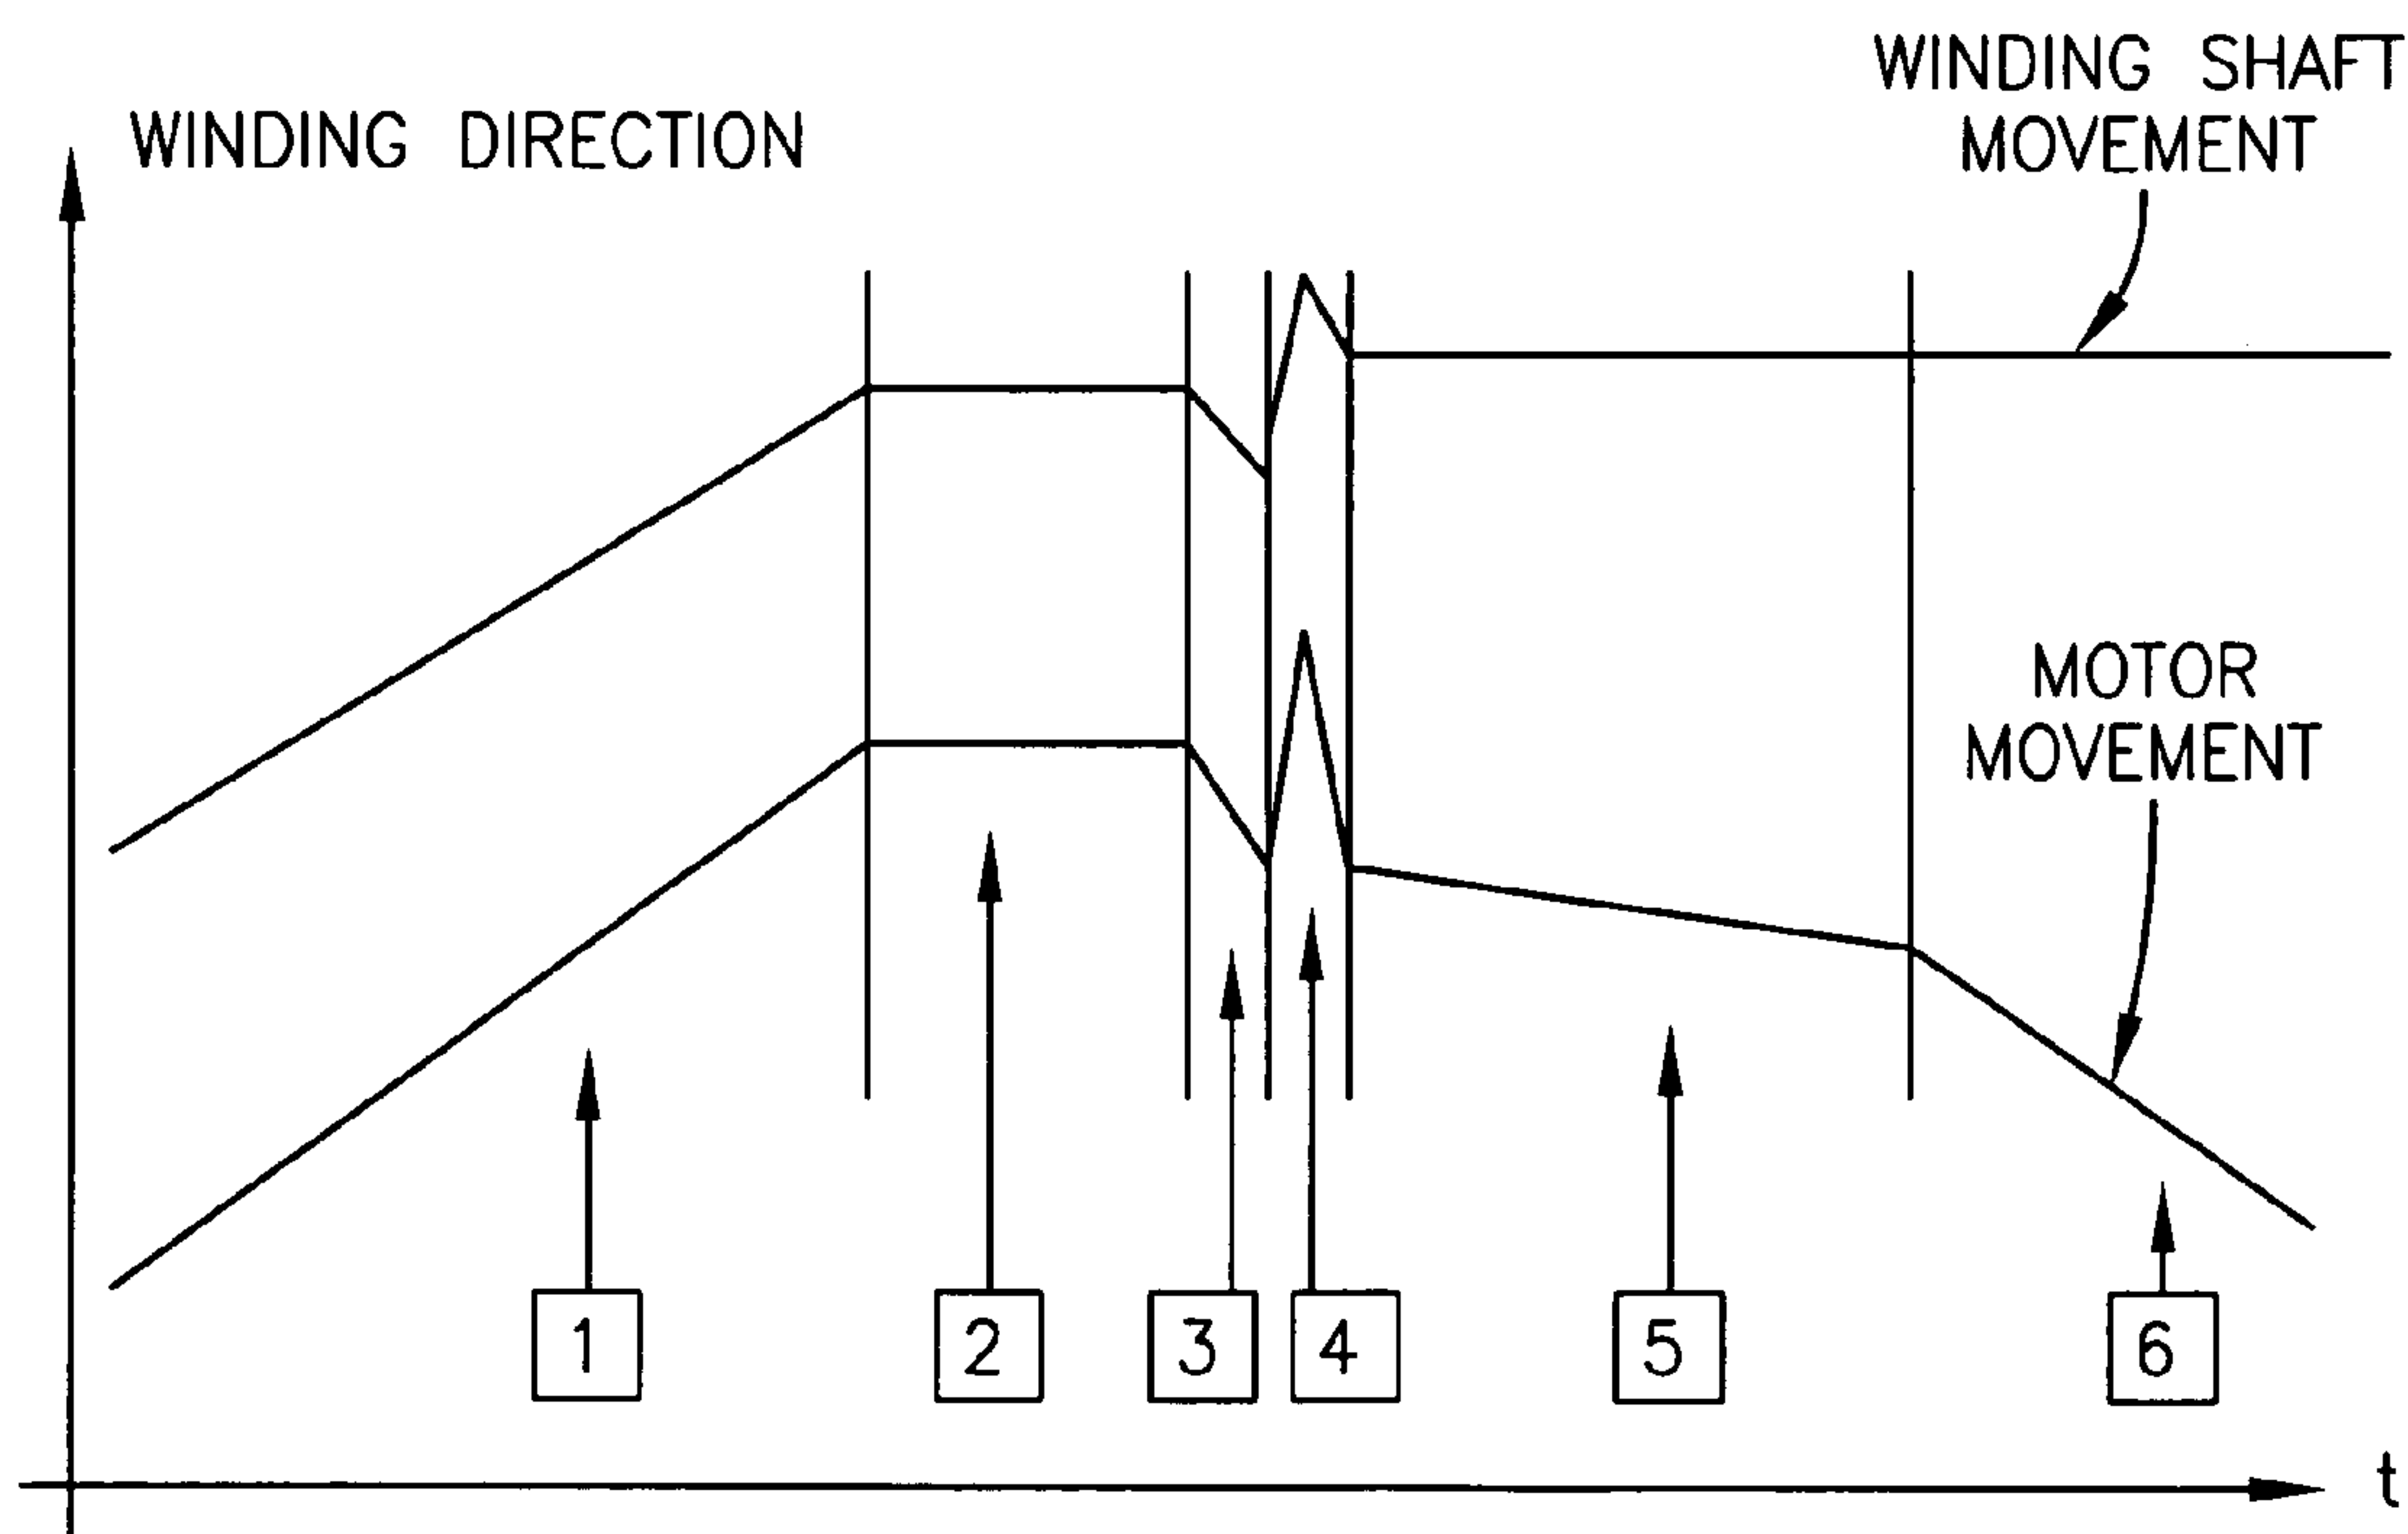 WINDING SHAFT
MOVEMENT
WINDING DIRECTION
MOTOR
MOVEMENT
1
2
3
4
5
6
t